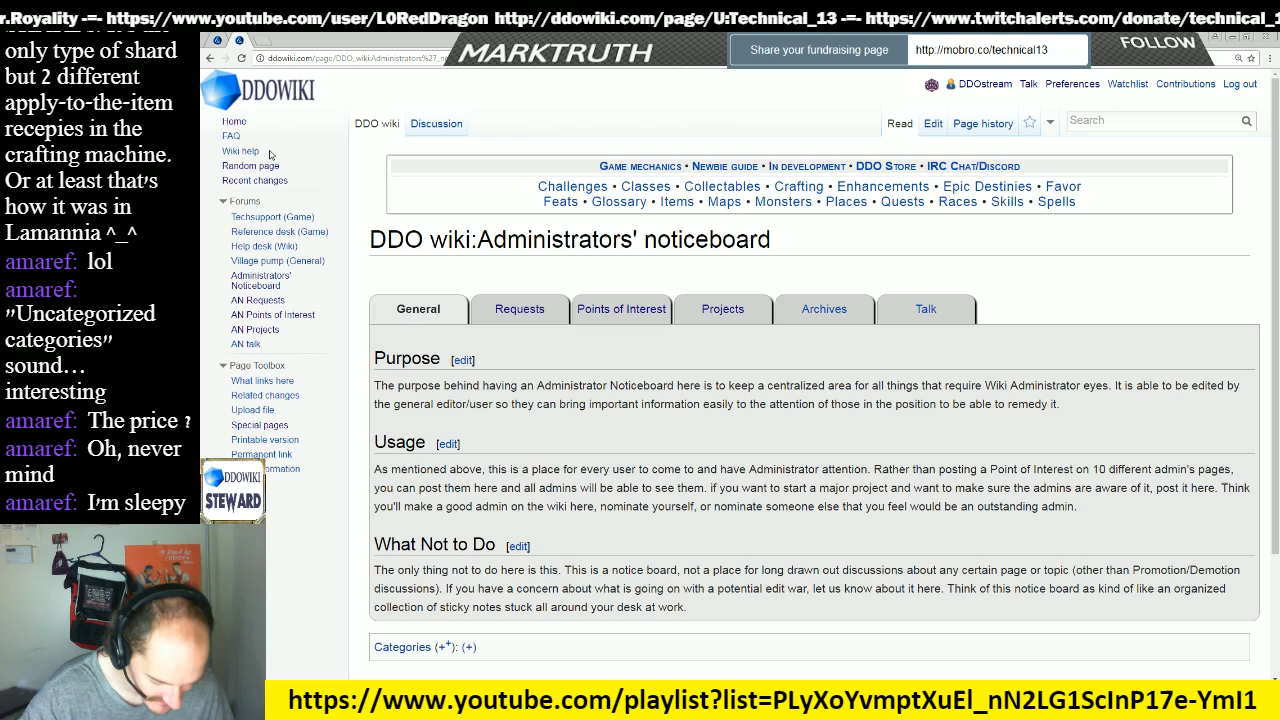 r.Royality -=- https://www.youtube.com/user/L0RedDragon http://ddowiki.com/page/U:Technical_13 -=- https://www.twitchalerts.com/donate/technical_1
only type of shard
but 2 different
apply-to-the-item
recepies in the
crafting machine.
Or at least that's
how it was in
Lamannia ^_^
amaref: lol
amaref:
"Uncategorized
categories"
sound...
interesting
amaref: The price ?
amaref: Oh, never
mind
amaref: I'm sleepy
MARKTRUTH
Share your fundraising page
http://mobro.co/technical13
FOLLOW
ddowiki.com/page/DDO_wiki:Administrators%27_n
DDOWIKI
DDOstream Talk Preferences Watchlist Contributions Log out
Home
FAQ
Wiki help
Random page
Recent changes
Forums
Techsupport (Game)
Reference desk (Game)
Help desk (Wiki)
Village pump (General)
Administrators'
Noticeboard
AN Requests
AN Points of Interest
AN Projects
AN talk
Page Toolbox
What links here
Related changes
Upload file
Special pages
Printable version
Permanent link
DDOWIKI
STEWARD
DDO wiki Discussion
Read Edit Page history
Search
Game mechanics • Newbie guide • In development • DDO Store • IRC Chat/Discord
Challenges • Classes • Collectables • Crafting • Enhancements • Epic Destinies • Favor
Feats • Glossary • Items • Maps • Monsters • Places • Quests • Races • Skills • Spells
DDO wiki:Administrators' noticeboard
General Requests Points of Interest Projects Archives Talk
Purpose [edit]
The purpose behind having an Administrator Noticeboard here is to keep a centralized area for all things that require Wiki Administrator eyes. It is able to be edited by
the general editor/user so they can bring important information easily to the attention of those in the position to be able to remedy it.
Usage [edit]
As mentioned above, this is a place for every user to come to and have Administrator attention. Rather than posting a Point of Interest on 10 different admin's pages,
you can post them here and all admins will be able to see them. if you want to start a major project and want to make sure the admins are aware of it, post it here. Think
you'll make a good admin on the wiki here, nominate yourself, or nominate someone else that you feel would be an outstanding admin.
What Not to Do [edit]
The only thing not to do here is this. This is a notice board, not a place for long drawn out discussions about any certain page or topic (other than Promotion/Demotion
discussions). If you have a concern about what is going on with a potential edit war, let us know about it here. Think of this notice board as kind of like an organized
collection of sticky notes stuck all around your desk at work.
Categories (+⁺): (+)
https://www.youtube.com/playlist?list=PLyXoYvmptXuEl_nN2LG1ScInP17e-YmI1